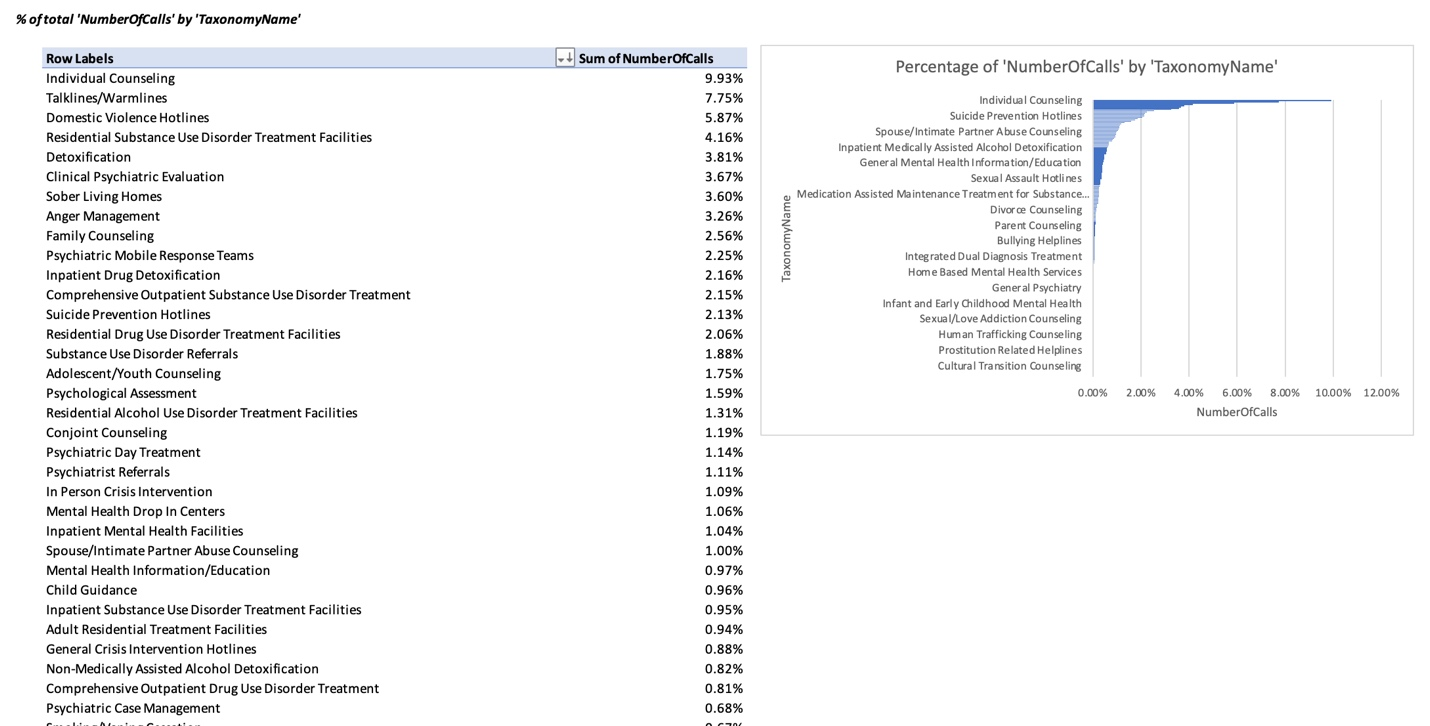 % of total 'NumberOfCalls' by 'TaxonomyName'
Row Labels Sum of NumberOfCalls
Individual Counseling 9.93%
Talklines/Warmlines 7.75%
Domestic Violence Hotlines 5.87%
Residential Substance Use Disorder Treatment Facilities 4.16%
Detoxification 3.81%
Clinical Psychiatric Evaluation 3.67%
Sober Living Homes 3.60%
Anger Management 3.26%
Family Counseling 2.56%
Psychiatric Mobile Response Teams 2.25%
Inpatient Drug Detoxification 2.16%
Comprehensive Outpatient Substance Use Disorder Treatment 2.15%
Suicide Prevention Hotlines 2.13%
Residential Drug Use Disorder Treatment Facilities 2.06%
Substance Use Disorder Referrals 1.88%
Adolescent/Youth Counseling 1.75%
Psychological Assessment 1.59%
Residential Alcohol Use Disorder Treatment Facilities 1.31%
Conjoint Counseling 1.19%
Psychiatric Day Treatment 1.14%
Psychiatrist Referrals 1.11%
In Person Crisis Intervention 1.09%
Mental Health Drop In Centers 1.06%
Inpatient Mental Health Facilities 1.04%
Spouse/Intimate Partner Abuse Counseling 1.00%
Mental Health Information/Education 0.97%
Child Guidance 0.96%
Inpatient Substance Use Disorder Treatment Facilities 0.95%
Adult Residential Treatment Facilities 0.94%
General Crisis Intervention Hotlines 0.88%
Non-Medically Assisted Alcohol Detoxification 0.82%
Comprehensive Outpatient Drug Use Disorder Treatment 0.81%
Psychiatric Case Management 0.68%
Percentage of 'NumberOfCalls' by 'TaxonomyName'
TaxonomyName
Individual Counseling
Suicide Prevention Hotlines
Spouse/Intimate Partner Abuse Counseling
Inpatient Medically Assisted Alcohol Detoxification
General Mental Health Information/Education
Sexual Assault Hotlines
Medication Assisted Maintenance Treatment for Substance...
Divorce Counseling
Parent Counseling
Bullying Helplines
Integrated Dual Diagnosis Treatment
Home Based Mental Health Services
General Psychiatry
Infant and Early Childhood Mental Health
Sexual/Love Addiction Counseling
Human Trafficking Counseling
Prostitution Related Helplines
Cultural Transition Counseling
0.00% 2.00% 4.00% 6.00% 8.00% 10.00% 12.00%
NumberOfCalls